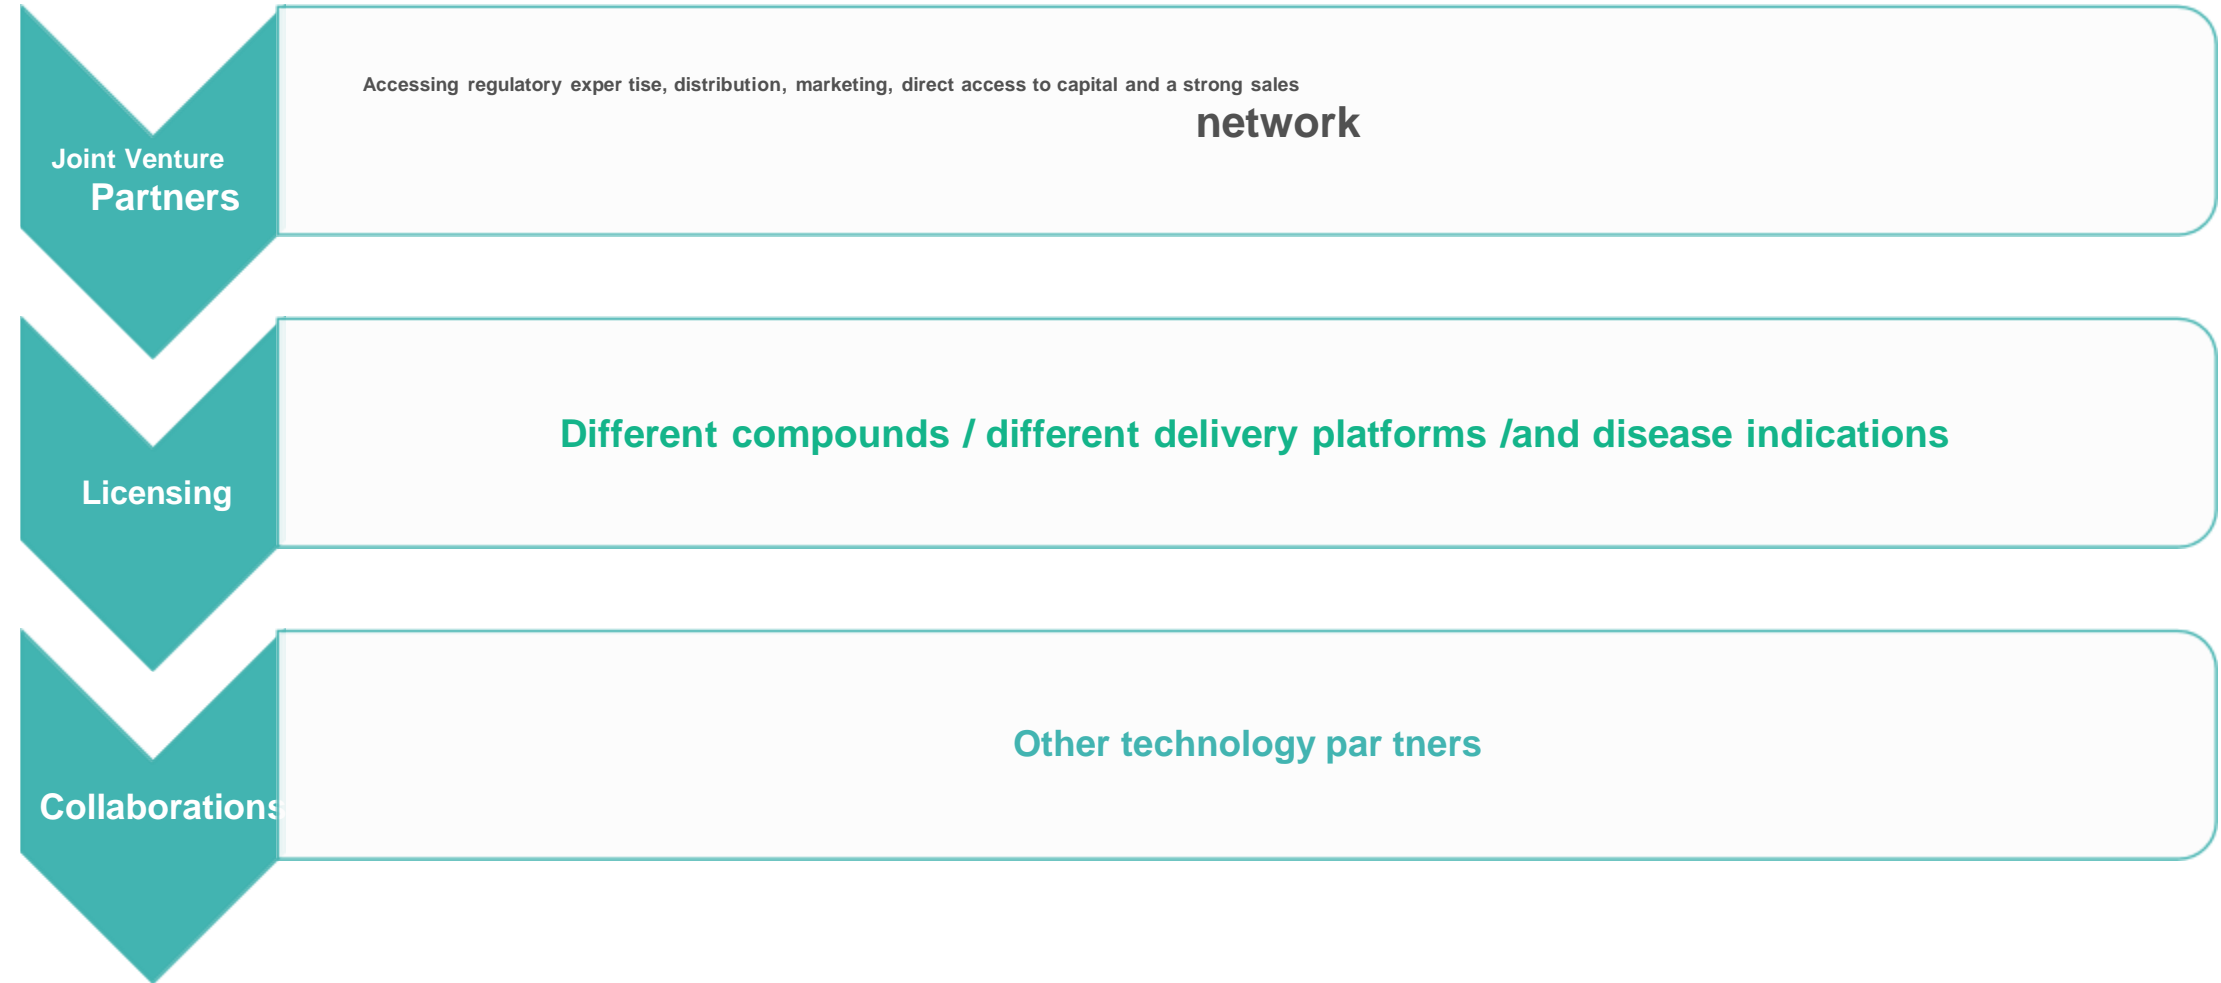 Accessing regulatory exper tise, distribution, marketing, direct access to capital and a strong sales
network
Joint Venture
Partners
Different compounds / different delivery platforms /and disease indications
Licensing
Other technology par tners
Collaborations